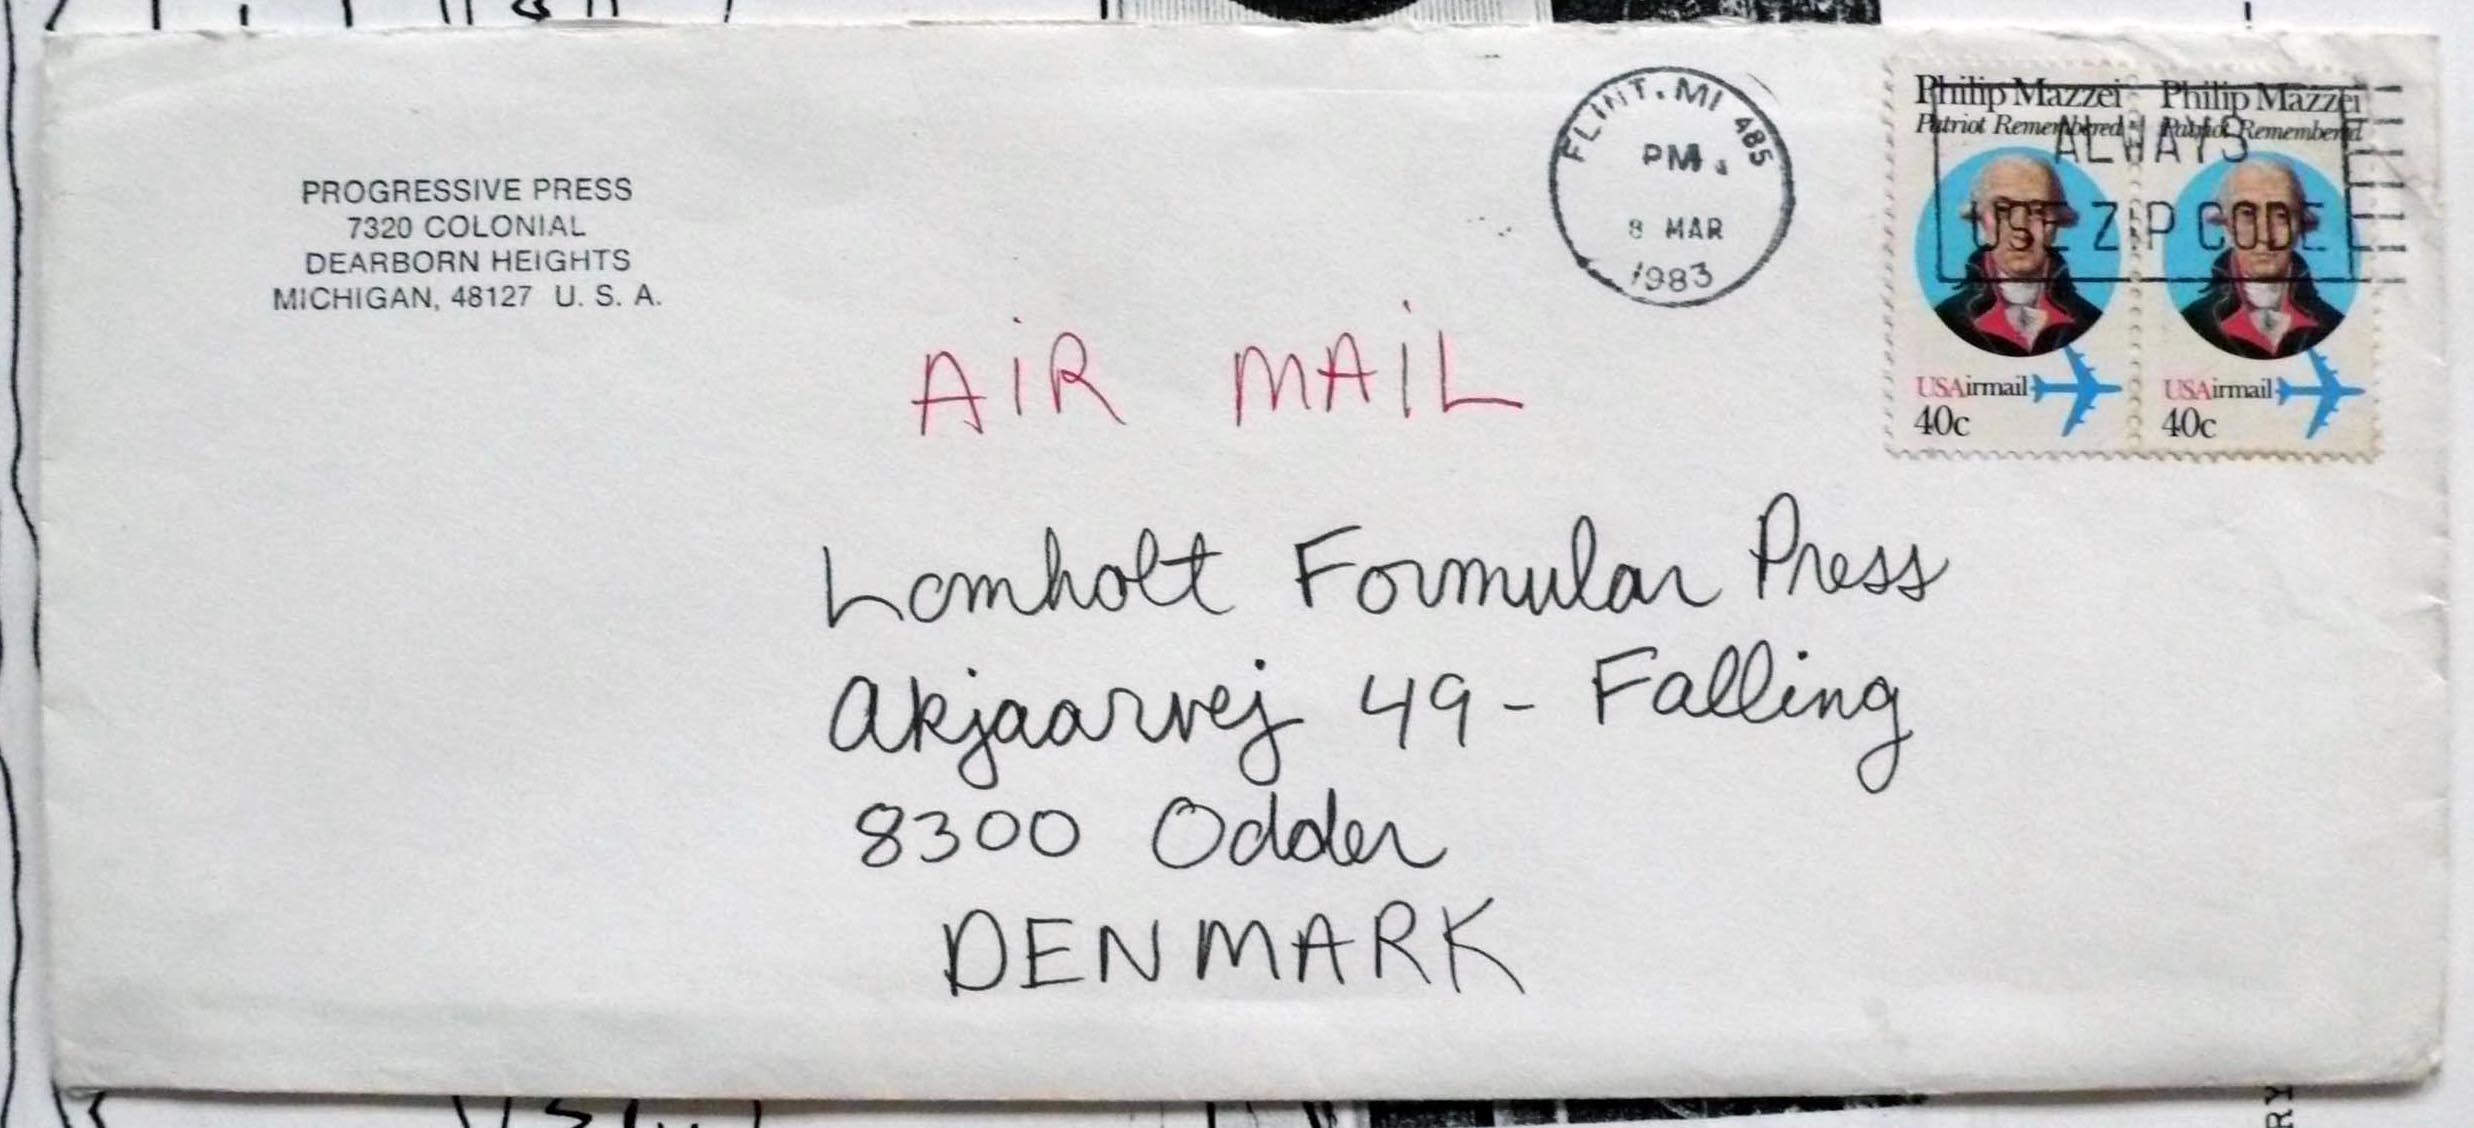 PROGRESSIVE PRESS
7320 COLONIAL
DEARBORN HEIGHTS
MICHIGAN, 48127 U. S. A.
FLINT. MI 485
PM
8 MAR
1983
Philip Mazzei
Patriot Remembered
USAirmail
40c
Philip Mazzei
Patriot Remembered
USAirmail
40c
ALWAYS
USE ZIP CODE
AIR MAIL
Lomholt Formular Press
Akjaarvej 49 - Falling
8300 Odder
DENMARK
RY